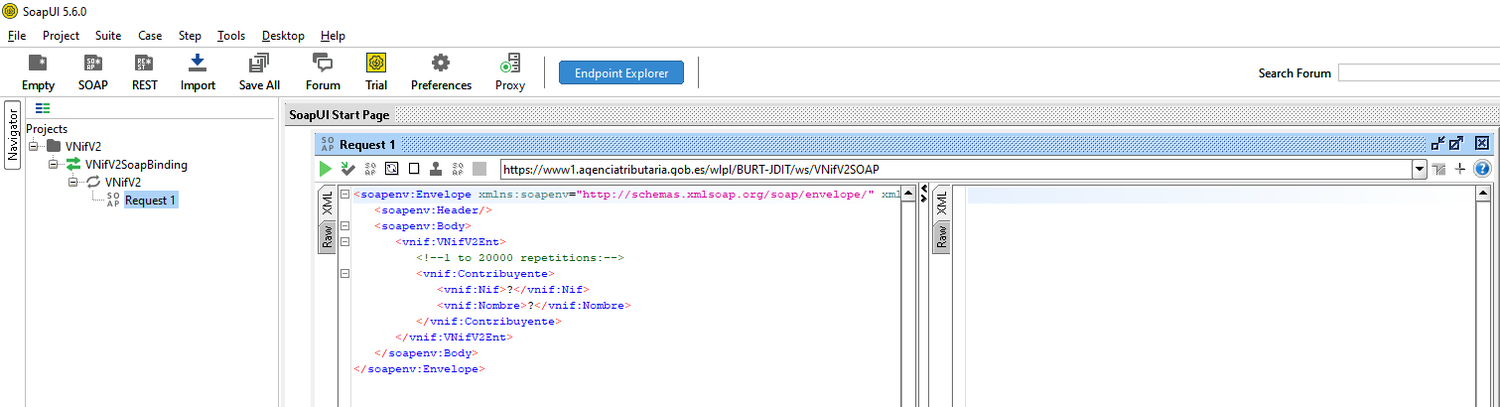 SoapUI 5.6.0
File Project Suite Case Step Tools Desktop Help
Empty SOAP REST Import Save All Forum Trial Preferences Proxy Endpoint Explorer Search Forum
Navigator
Projects
VNifV2
VNifV2SoapBinding
VNifV2
SO AP Request 1
SoapUI Start Page
SO AP Request 1
https://www1.agenciatributaria.gob.es/wlpl/BURT-JDIT/ws/VNifV2SOAP
XML
Raw
<soapenv:Envelope xmlns:soapenv="http://schemas.xmlsoap.org/soap/envelope/" xml
<soapenv:Header/>
<soapenv:Body>
<vnif:VNifV2Ent>
<!--1 to 20000 repetitions:-->
<vnif:Contribuyente>
<vnif:Nif>?</vnif:Nif>
<vnif:Nombre>?</vnif:Nombre>
</vnif:Contribuyente>
</vnif:VNifV2Ent>
</soapenv:Body>
</soapenv:Envelope>
XML
Raw